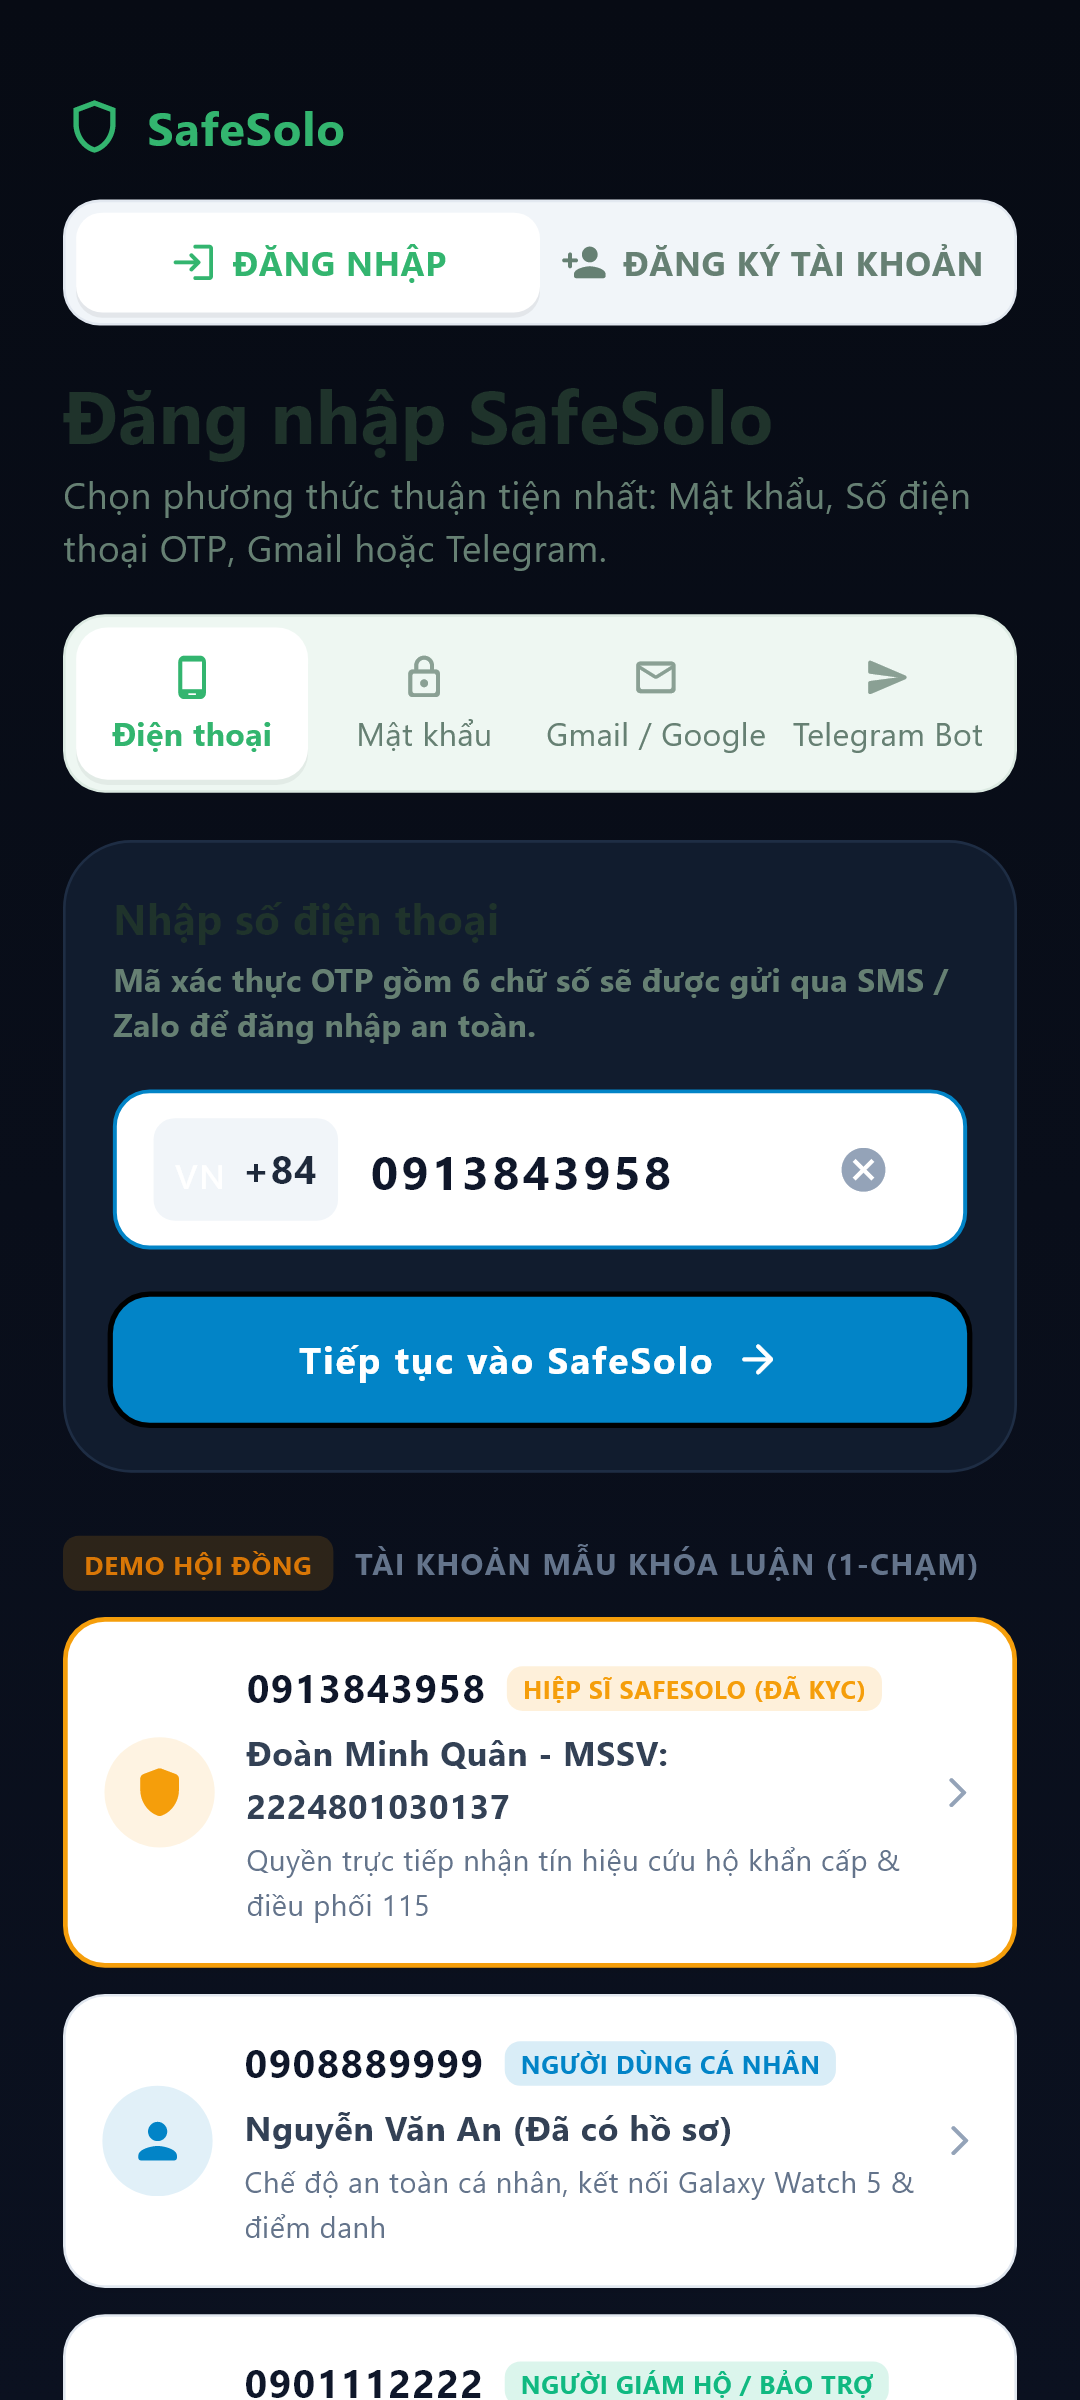 SafeSolo
ĐĂNG NHẬP
ĐĂNG KÝ TÀI KHOẢN
Đăng nhập SafeSolo
Chọn phương thức thuận tiện nhất: Mật khẩu, Số điện
thoại OTP, Gmail hoặc Telegram.
Điện thoại
Mật khẩu
Gmail / Google
Telegram Bot
Nhập số điện thoại
Mã xác thực OTP gồm 6 chữ số sẽ được gửi qua SMS /
Zalo để đăng nhập an toàn.
VN +84 0913843958
Tiếp tục vào SafeSolo
DEMO HỘI ĐỒNG TÀI KHOẢN MẪU KHÓA LUẬN (1-CHẠM)
0913843958 HIỆP SĨ SAFESOLO (ĐÃ KYC)
Đoàn Minh Quân - MSSV:
2224801030137
Quyền trực tiếp nhận tín hiệu cứu hộ khẩn cấp &
điều phối 115
0908889999 NGƯỜI DÙNG CÁ NHÂN
Nguyễn Văn An (Đã có hồ sơ)
Chế độ an toàn cá nhân, kết nối Galaxy Watch 5 &
điểm danh
0901112222 NGƯỜI GIÁM HỘ / BẢO TRỢ